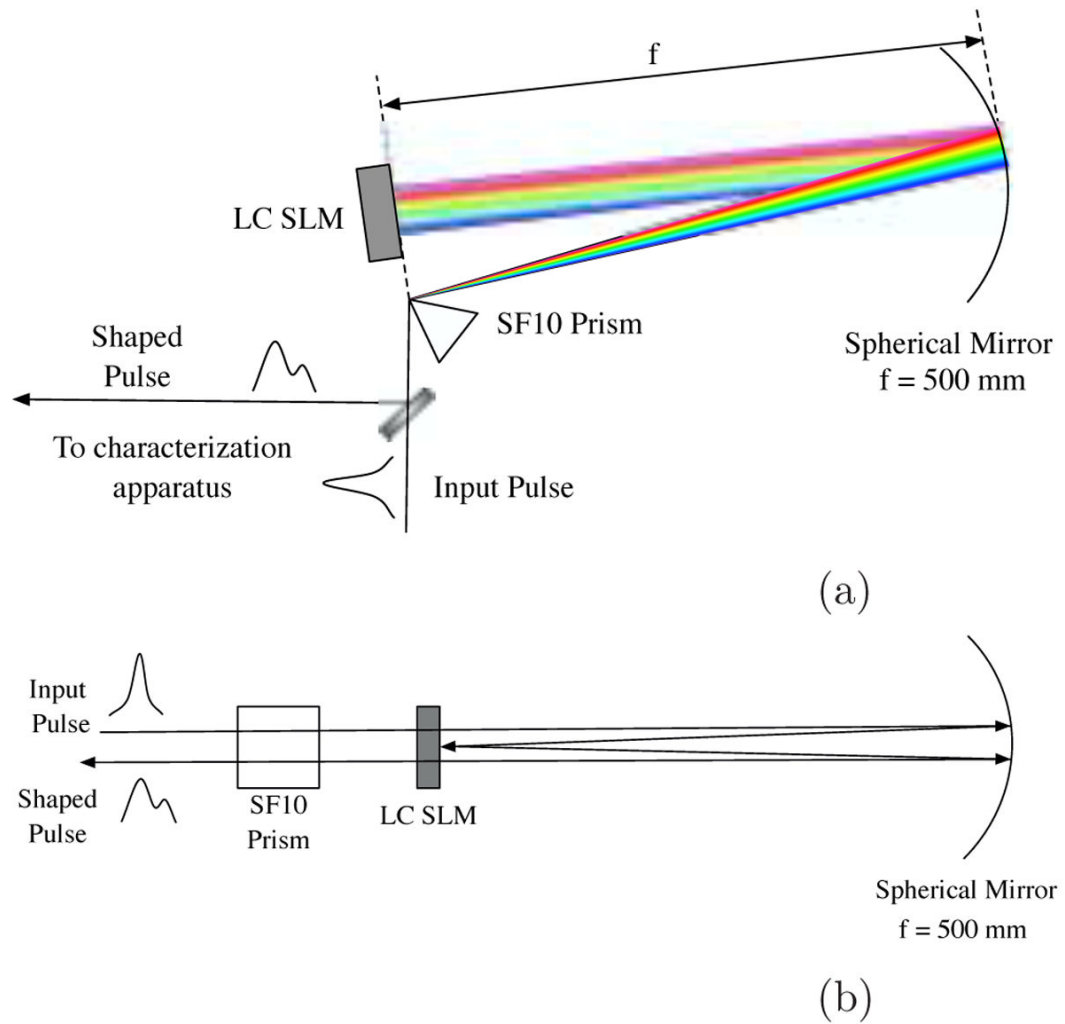 f
LC SLM
SF10 Prism
Shaped
Pulse
Spherical Mirror
f = 500 mm
To characterization
apparatus
Input Pulse
(a)
Input
Pulse
Shaped
Pulse
SF10
Prism
LC SLM
Spherical Mirror
f = 500 mm
(b)